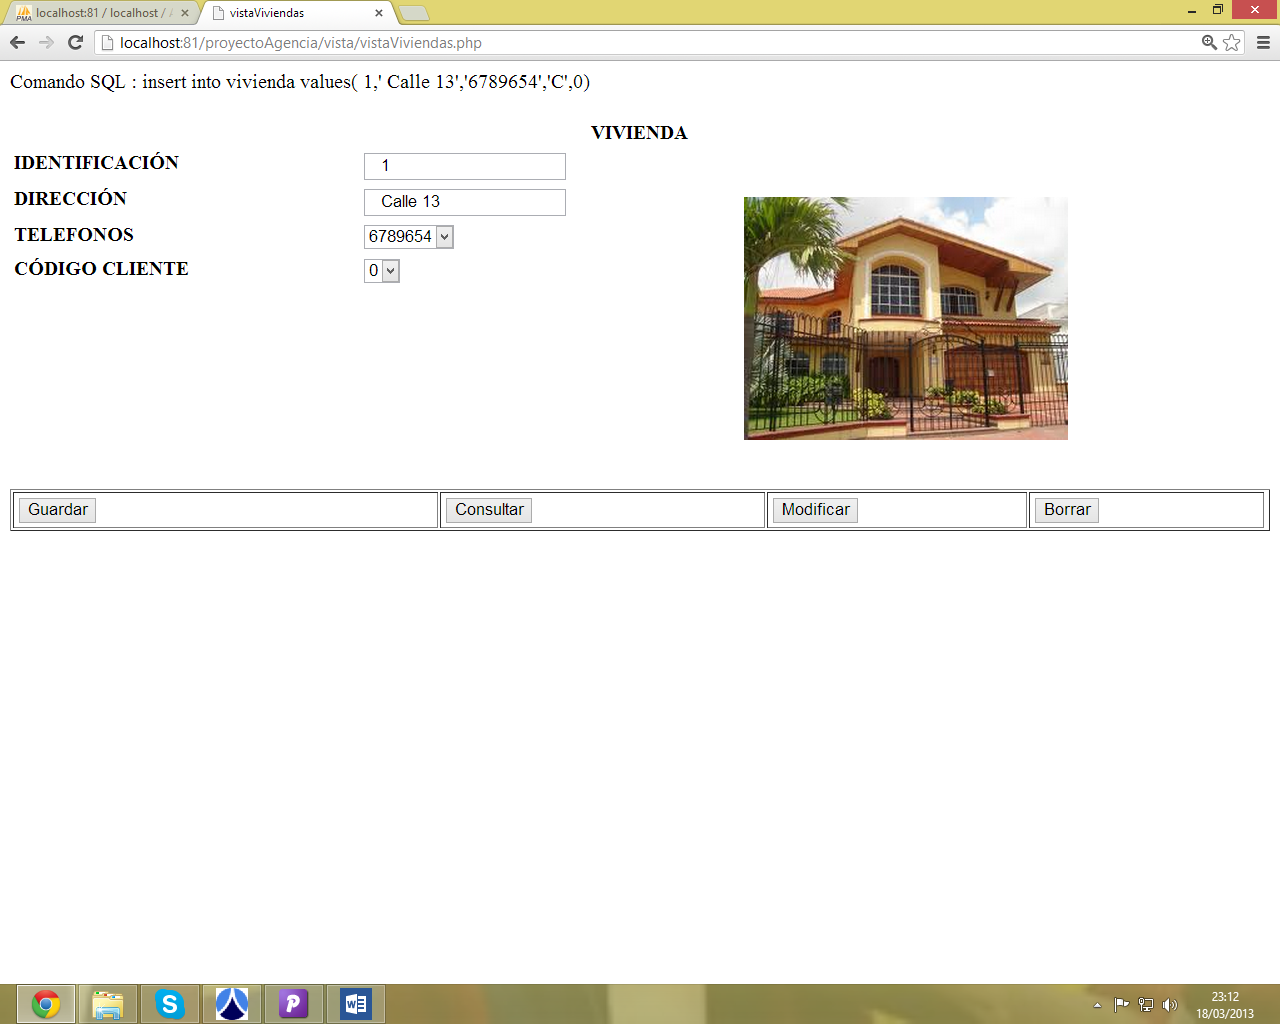 PMA localhost:81 / localhost / A
vistaViviendas
localhost:81/proyectoAgencia/vista/vistaViviendas.php
Comando SQL : insert into vivienda values( 1,' Calle 13','6789654','C',0)
VIVIENDA
IDENTIFICACIÓN 1
DIRECCIÓN Calle 13
TELEFONOS 6789654
CÓDIGO CLIENTE 0
Guardar Consultar Modificar Borrar
23:12
18/03/2013